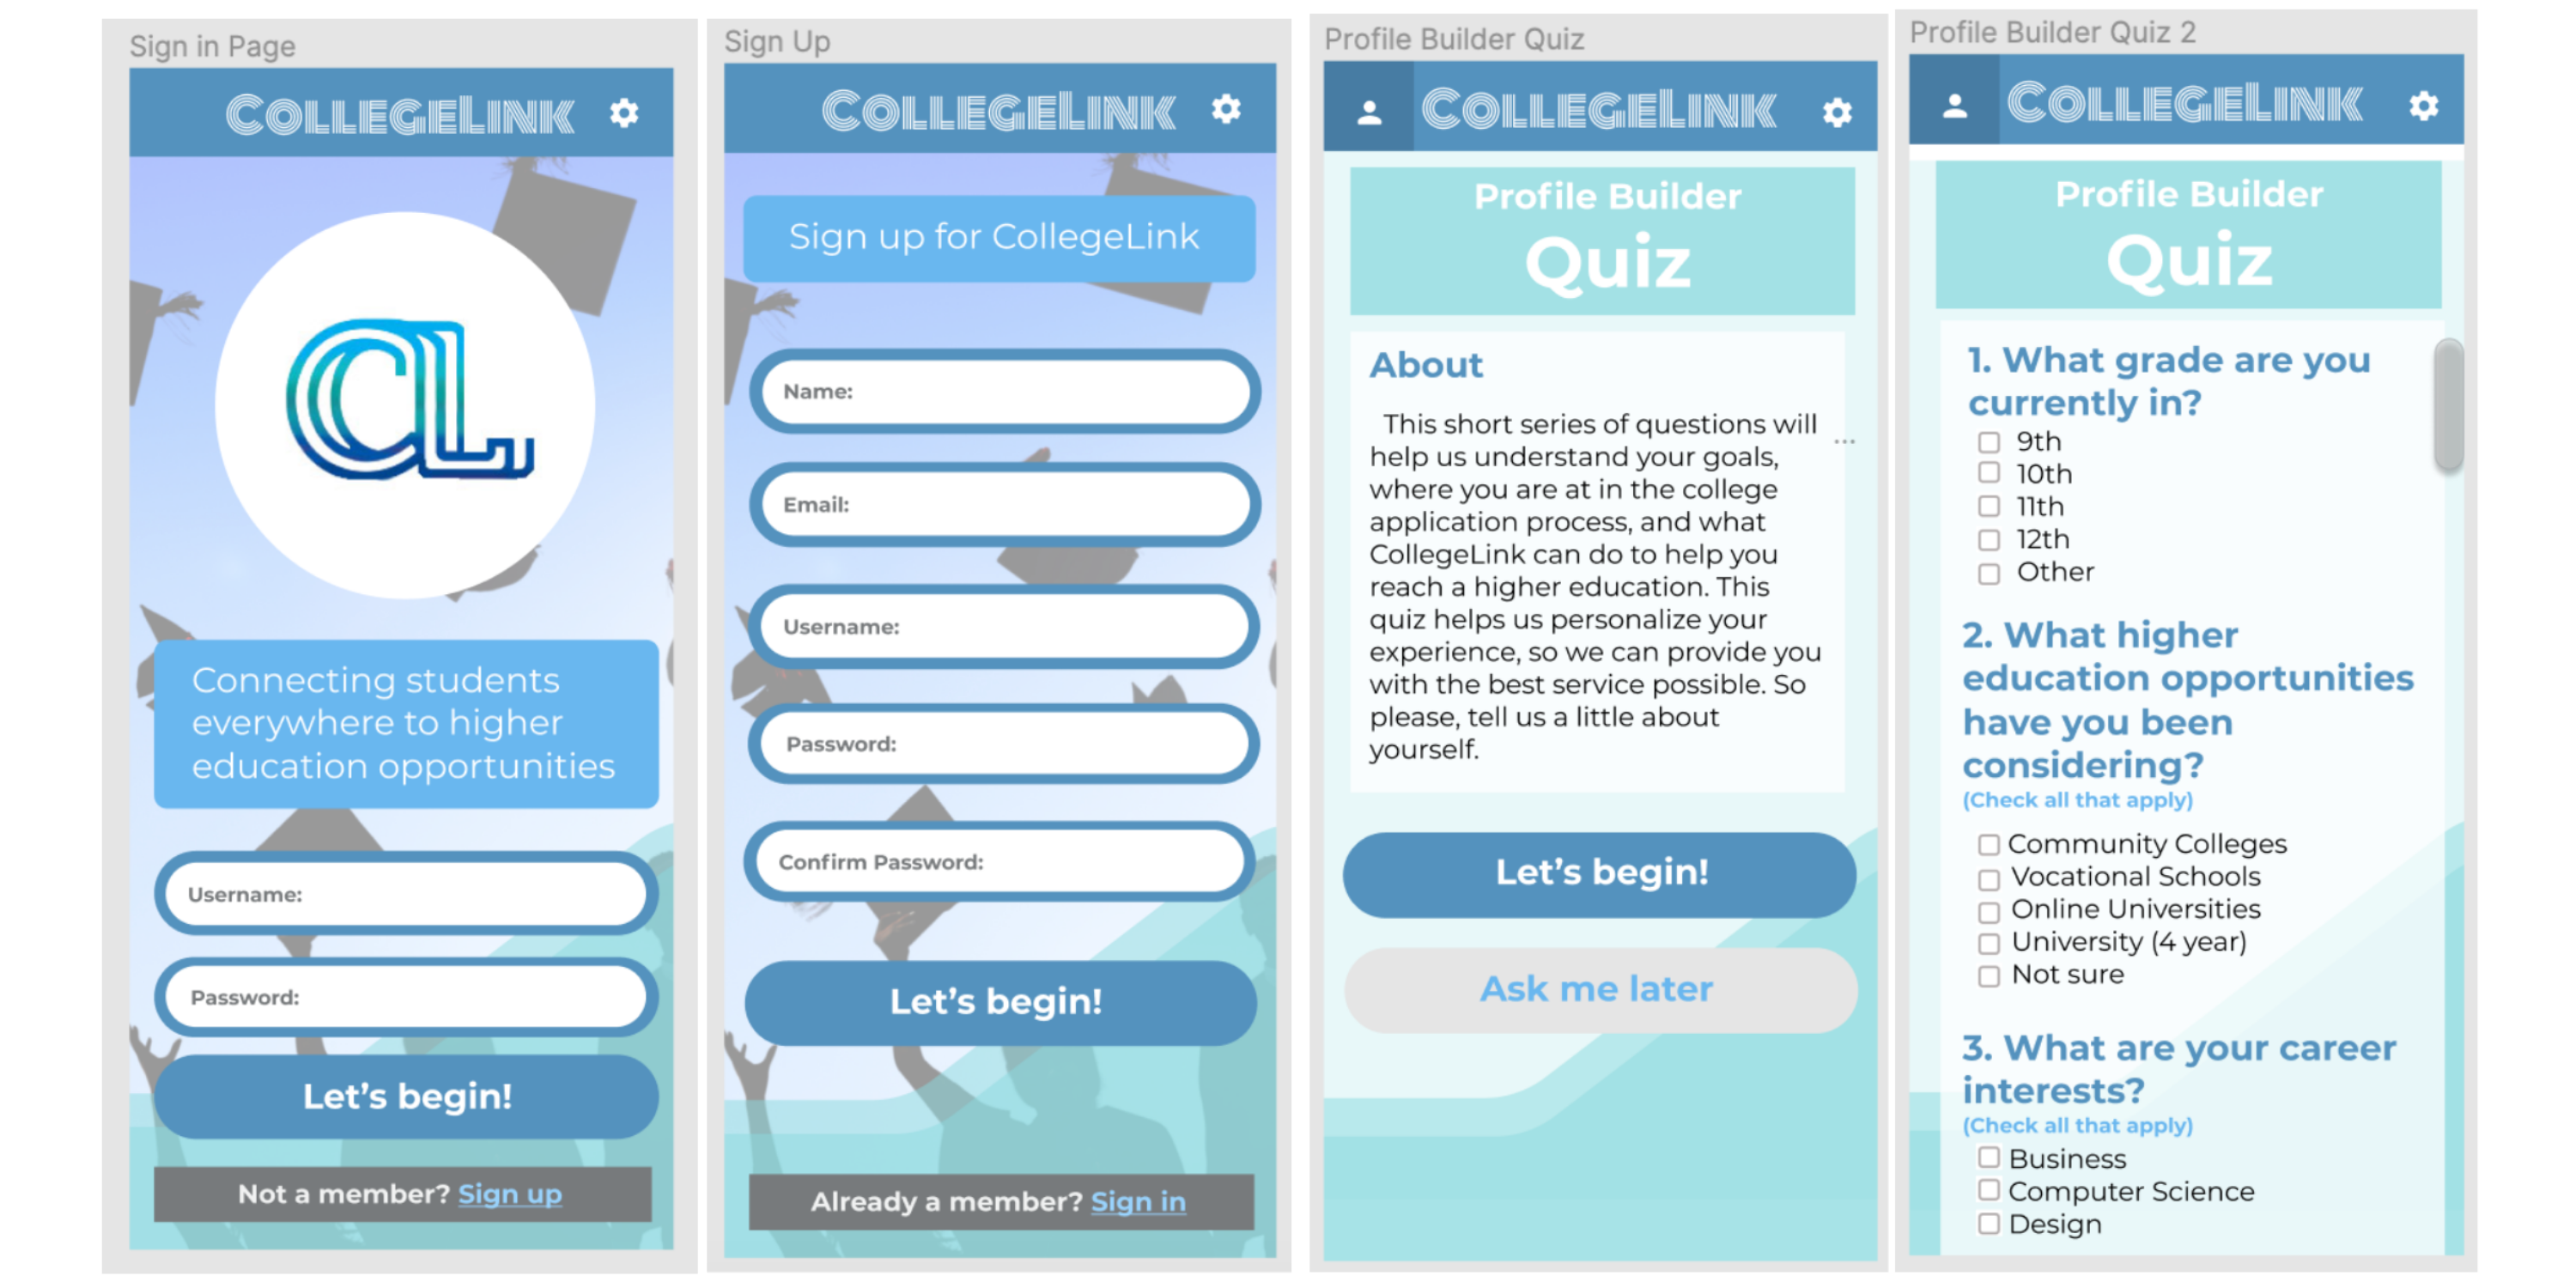 Sign in Page
COLLEGELINK
CL
Connecting students
everywhere to higher
education opportunities
Username:
Password:
Let's begin!
Not a member? Sign up
Sign Up
COLLEGELINK
Sign up for CollegeLink
Name:
Email:
Username:
Password:
Confirm Password:
Let's begin!
Already a member? Sign in
Profile Builder Quiz
COLLEGELINK
Profile Builder
Quiz
About
This short series of questions will
help us understand your goals,
where you are at in the college
application process, and what
CollegeLink can do to help you
reach a higher education. This
quiz helps us personalize your
experience, so we can provide you
with the best service possible. So
please, tell us a little about
yourself.
...
Let's begin!
Ask me later
Profile Builder Quiz 2
COLLEGELINK
Profile Builder
Quiz
1. What grade are you
currently in?
9th
10th
11th
12th
Other
2. What higher
education opportunities
have you been
considering?
(Check all that apply)
Community Colleges
Vocational Schools
Online Universities
University (4 year)
Not sure
3. What are your career
interests?
(Check all that apply)
Business
Computer Science
Design